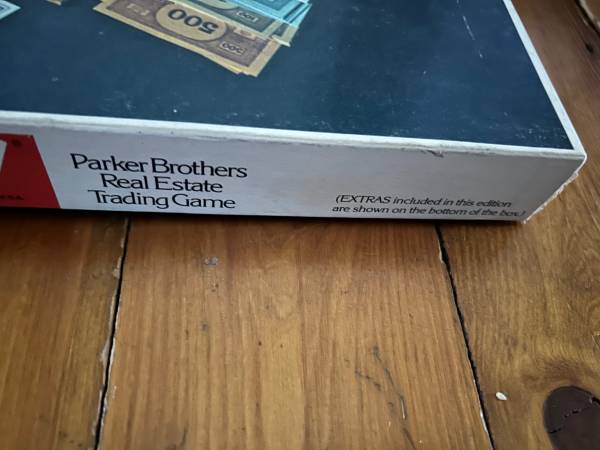 500
500
Parker Brothers
Real Estate
Trading Game
(EXTRAS included in this edition
are shown on the bottom of the box.)